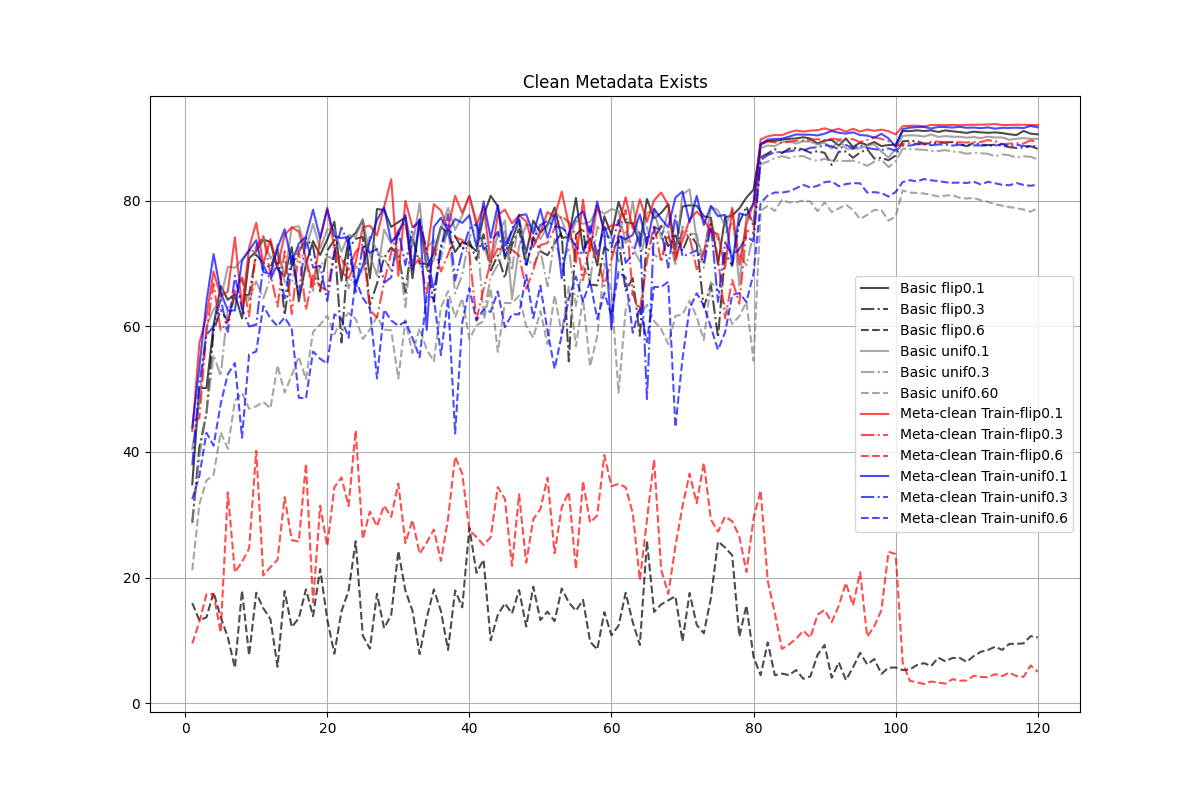 Clean Metadata Exists
80
60
40
20
0
Basic flip0.1
Basic flip0.3
Basic flip0.6
Basic unif0.1
Basic unif0.3
Basic unif0.60
Meta-clean Train-flip0.1
Meta-clean Train-flip0.3
Meta-clean Train-flip0.6
Meta-clean Train-unif0.1
Meta-clean Train-unif0.3
Meta-clean Train-unif0.6
0 20 40 60 80 100 120